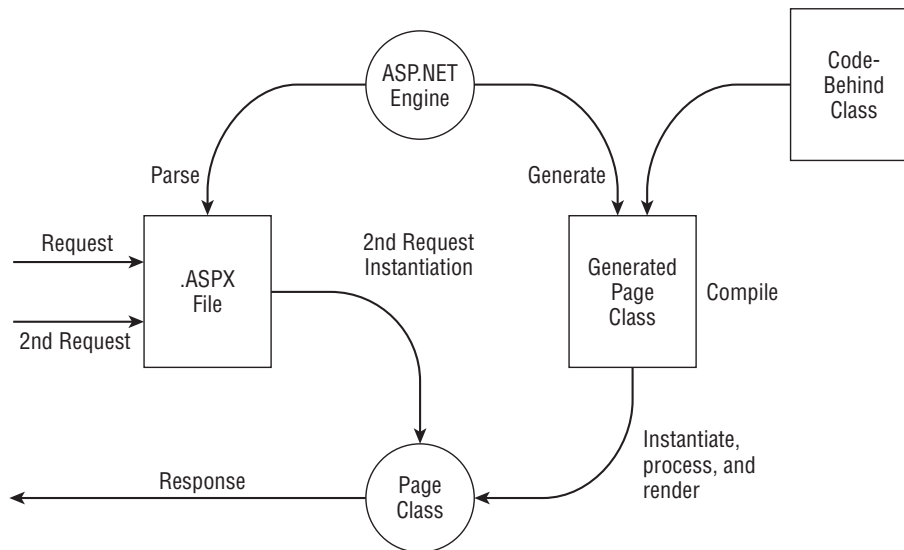 ASP.NET
Engine
Code-
Behind
Class
Parse
Generate
Request
2nd Request
Instantiation
.ASPX
File
Generated
Page
Class
Compile
2nd Request
Instantiate,
process, and
render
Response
Page
Class